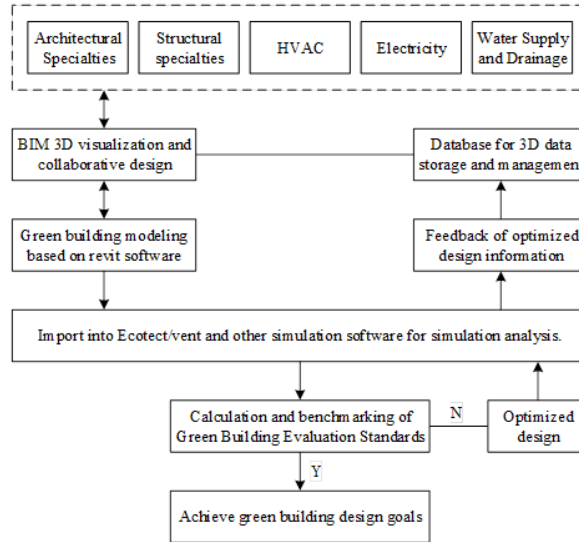 Architectural
Specialties
Structural
specialties
HVAC
Electricity
Water Supply
and Drainage
BIM 3D visualization and
collaborative design
Database for 3D data
storage and managemen
Green building modeling
based on revit software
Feedback of optimized
design information
Import into Ecotect/vent and other simulation software for simulation analysis.
Calculation and benchmarking of
Green Building Evaluation Standards
N
Optimized
design
Y
Achieve green building design goals